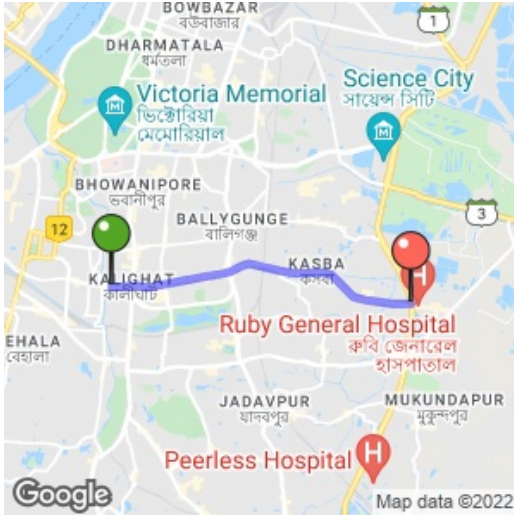 BOWBAZAR
বউবাজার
1
DHARMATALA
ধর্মতলা
Science City
সায়েন্স সিটি
Victoria Memorial
ভিক্টোরিয়া
মেমোরিয়াল
BHOWANIPORE
ভবানীপুর
3
BALLYGUNGE
বালিগঞ্জ
12
KASBA
কসবা
KALIGHAT
কালীঘাট
Ruby General Hospital
রুবি জেনারেল
হাসপাতাল
EHALA
বেহালা
JADAVPUR
যাদবপুর
MUKUNDAPUR
মুকুন্দপুর
Peerless Hospital
Google
Map data ©2022